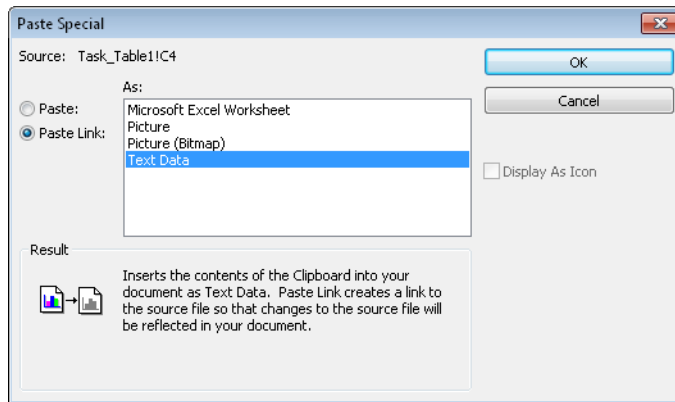 Paste Special
Source: Task_Table1!C4
OK
As:
Cancel
Paste:
Microsoft Excel Worksheet
Paste Link:
Picture
Picture (Bitmap)
Text Data
Display As Icon
Result
Inserts the contents of the Clipboard into your
document as Text Data. Paste Link creates a link to
the source file so that changes to the source file will
be reflected in your document.